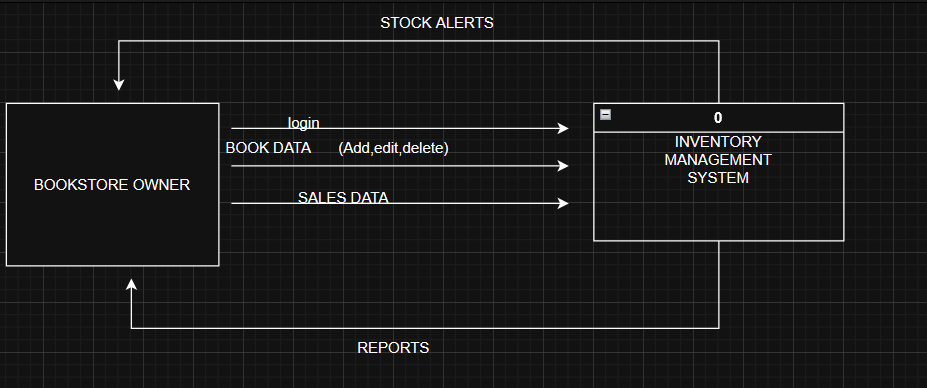 STOCK ALERTS
login
BOOK DATA (Add,edit,delete)
BOOKSTORE OWNER
SALES DATA
0
INVENTORY
MANAGEMENT
SYSTEM
REPORTS